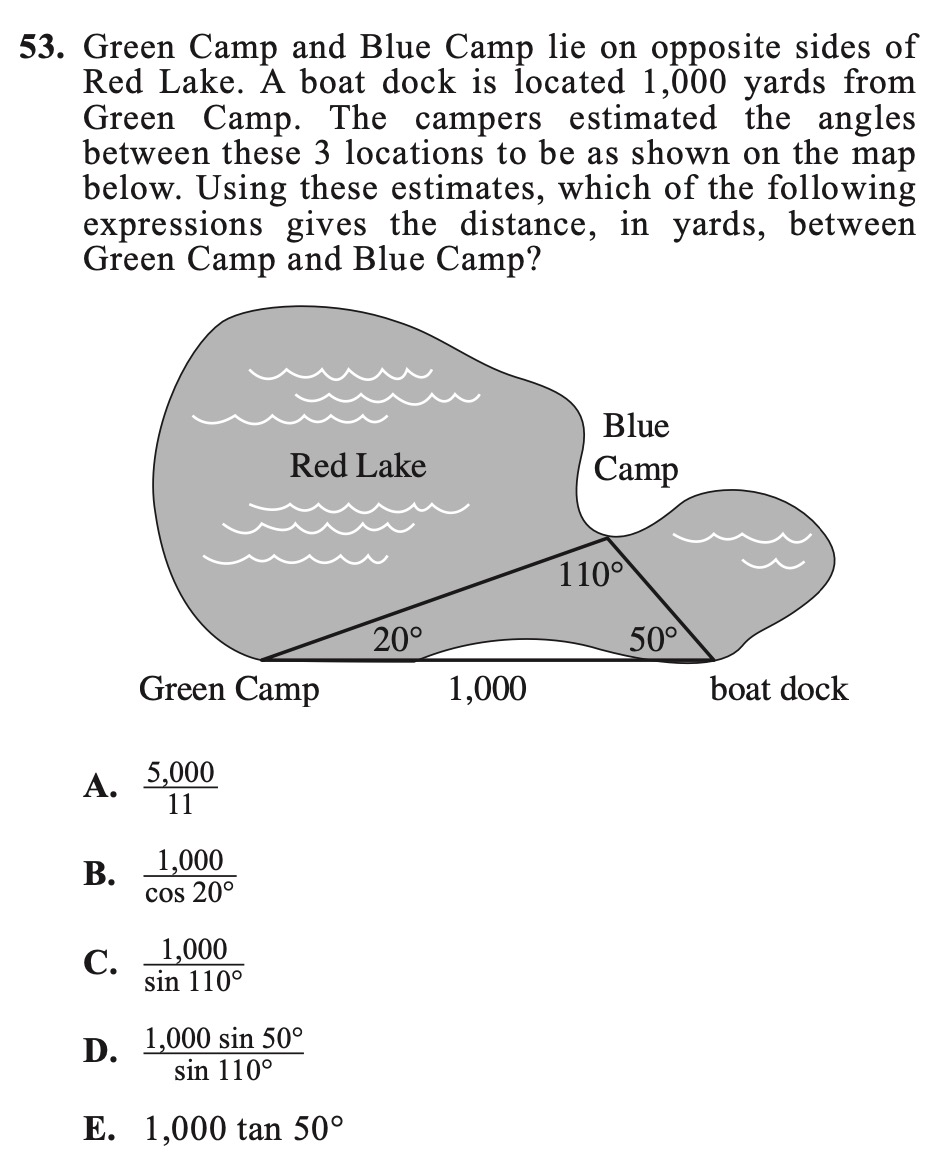 53. Green Camp and Blue Camp lie on opposite sides of
Red Lake. A boat dock is located 1,000 yards from
Green Camp. The campers estimated the angles
between these 3 locations to be as shown on the map
below. Using these estimates, which of the following
expressions gives the distance, in yards, between
Green Camp and Blue Camp?
Blue
Camp
Red Lake
110°
20°
50°
Green Camp
1,000
boat dock
A. 5,000
11
B. 1,000
cos 20°
C. 1,000
sin 110°
D. 1,000 sin 50°
sin 110°
E. 1,000 tan 50°